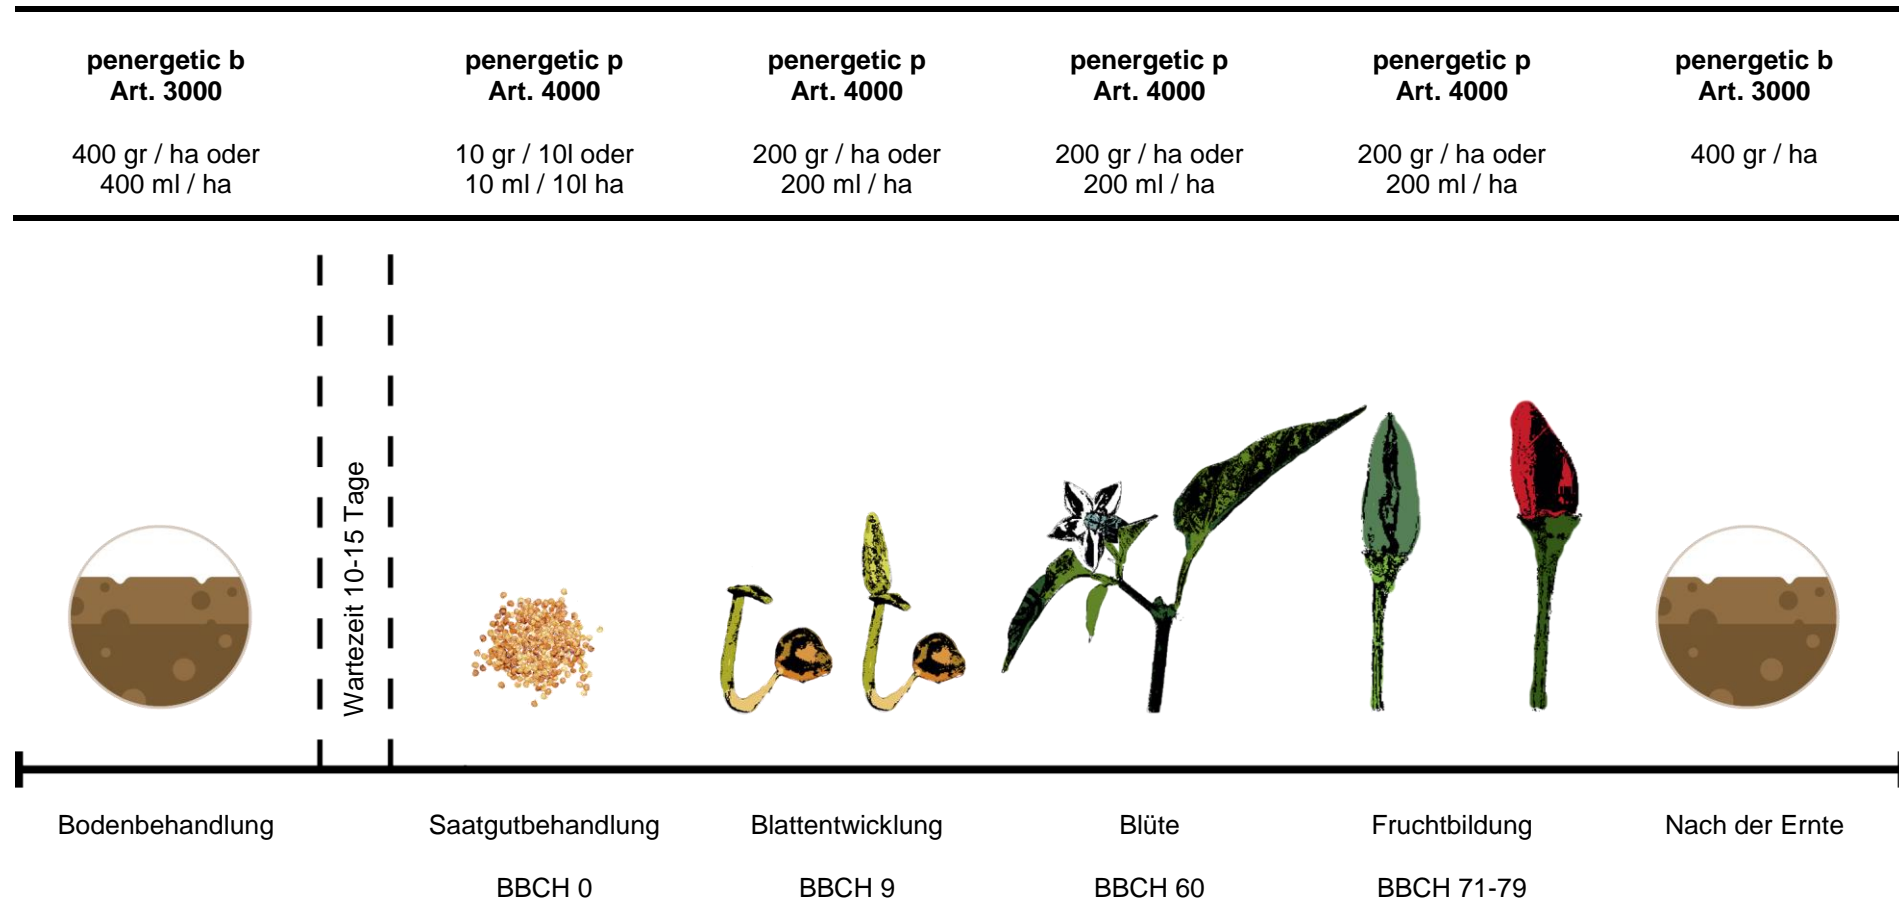 penergetic b
Art. 3000
400 gr / ha oder
400 ml / ha
penergetic p
Art. 4000
10 gr / 10l oder
10 ml / 10l ha
penergetic p
Art. 4000
200 gr / ha oder
200 ml / ha
penergetic p
Art. 4000
200 gr / ha oder
200 ml / ha
penergetic p
Art. 4000
200 gr / ha oder
200 ml / ha
penergetic b
Art. 3000
400 gr / ha
Wartezeit 10-15 Tage
Bodenbehandlung
Saatgutbehandlung
BBCH 0
Blattentwicklung
BBCH 9
Blüte
BBCH 60
Fruchtbildung
BBCH 71-79
Nach der Ernte